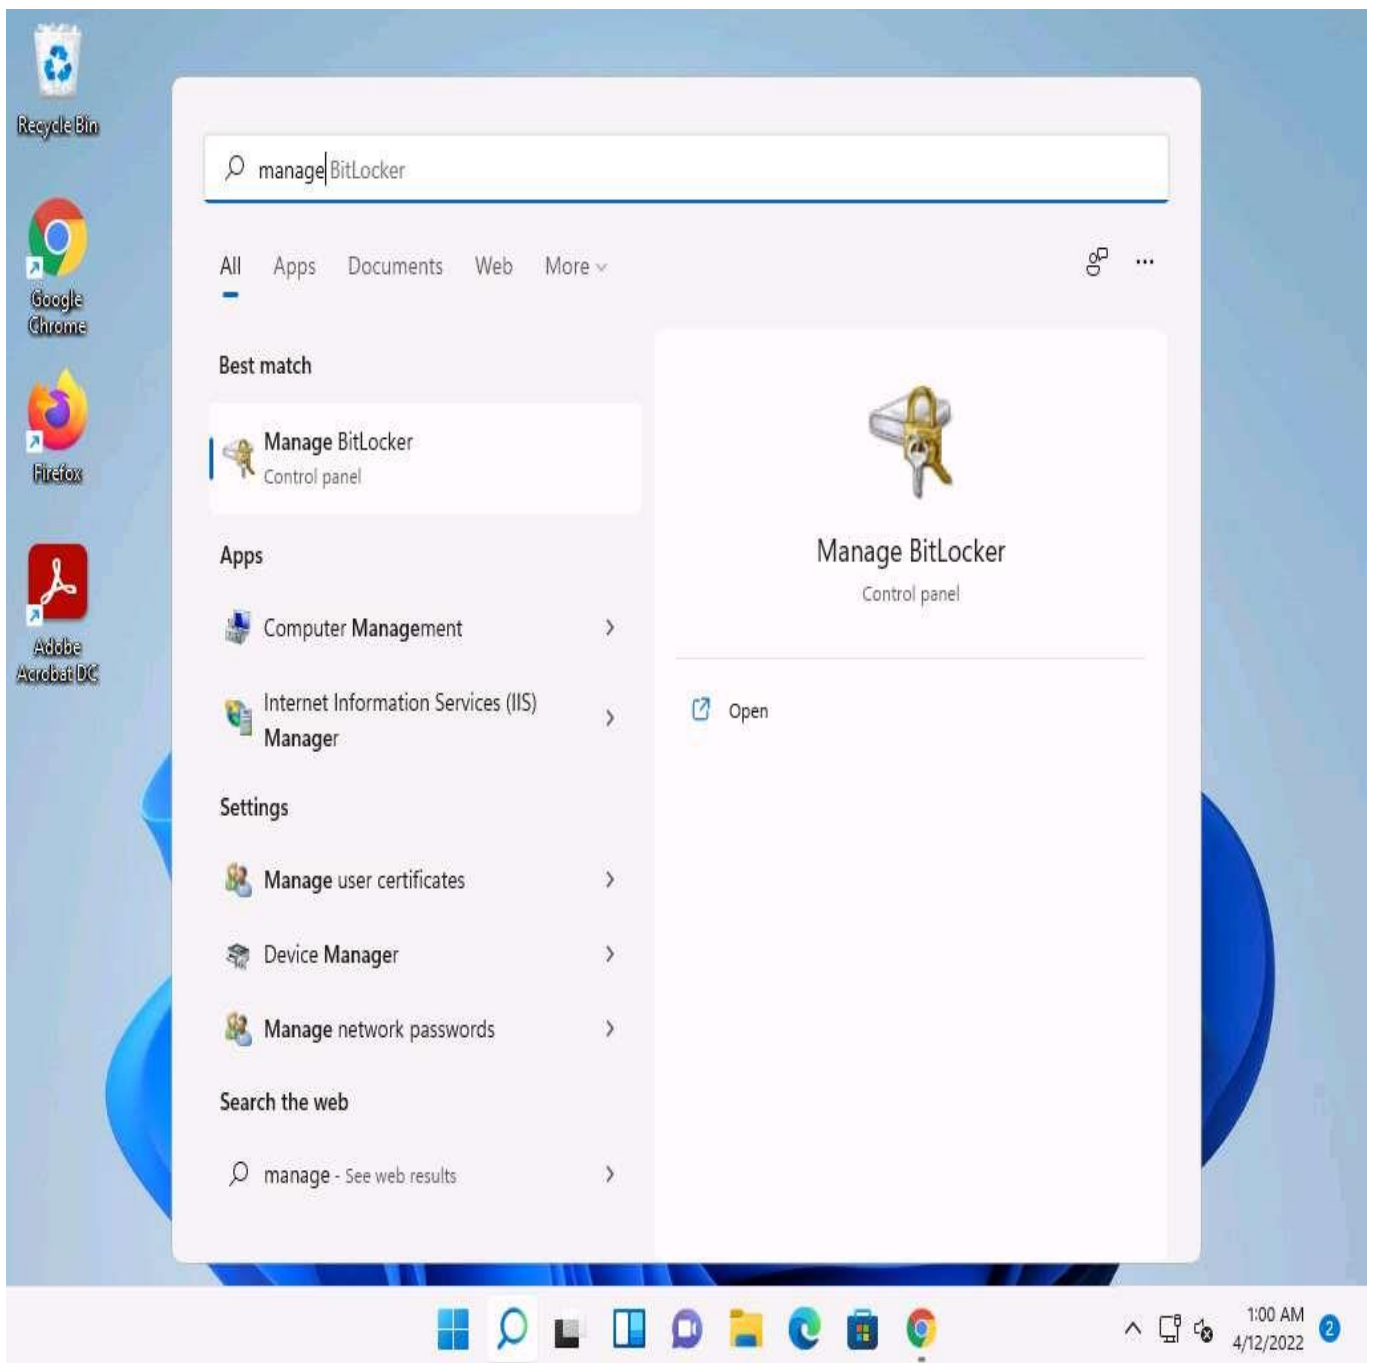 Recycle Bin
Google
Chrome
Firefox
Adobe
Acrobat DC
manage BitLocker
All Apps Documents Web More
Best match
Manage BitLocker
Control panel
Apps
Computer Management
Internet Information Services (IIS)
Manager
Settings
Manage user certificates
Device Manager
Manage network passwords
Search the web
manage - See web results
Manage BitLocker
Control panel
Open
1:00 AM
4/12/2022
2